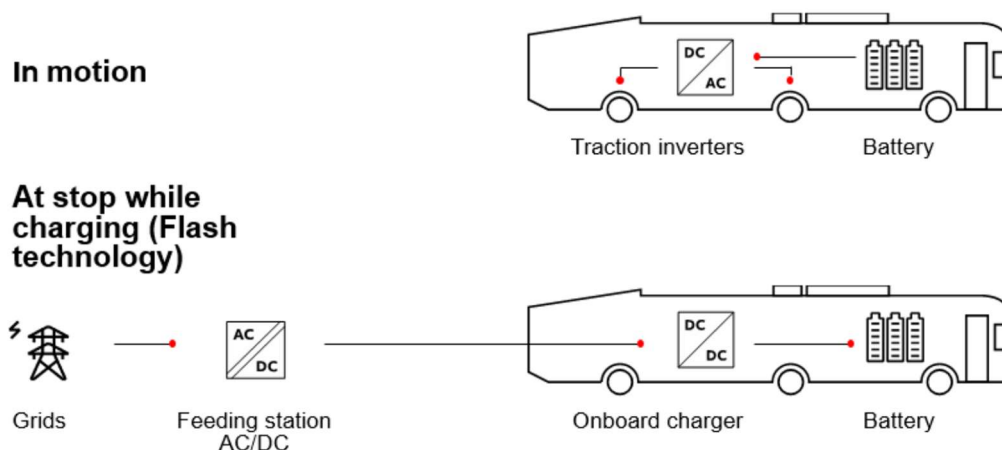 In motion
DC
AC
Traction inverters
Battery
At stop while
charging (Flash
technology)
AC
DC
DC
DC
Grids
Feeding station
AC/DC
Onboard charger
Battery